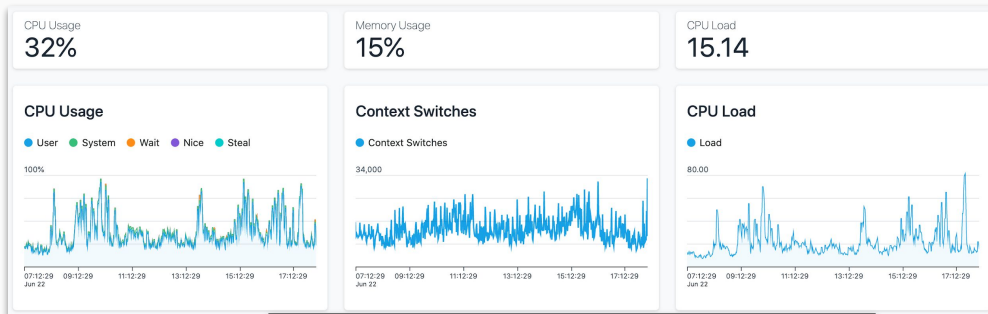 CPU Usage
32%
Memory Usage
15%
CPU Load
15.14
CPU Usage
User System Wait Nice Steal
100%
07:12:29 09:12:29 11:12:29 13:12:29 15:12:29 17:12:29
Jun 22
Context Switches
Context Switches
34,000
07:12:29 09:12:29 11:12:29 13:12:29 15:12:29 17:12:29
Jun 22
CPU Load
Load
80.00
07:12:29 09:12:29 11:12:29 13:12:29 15:12:29 17:12:29
Jun 22